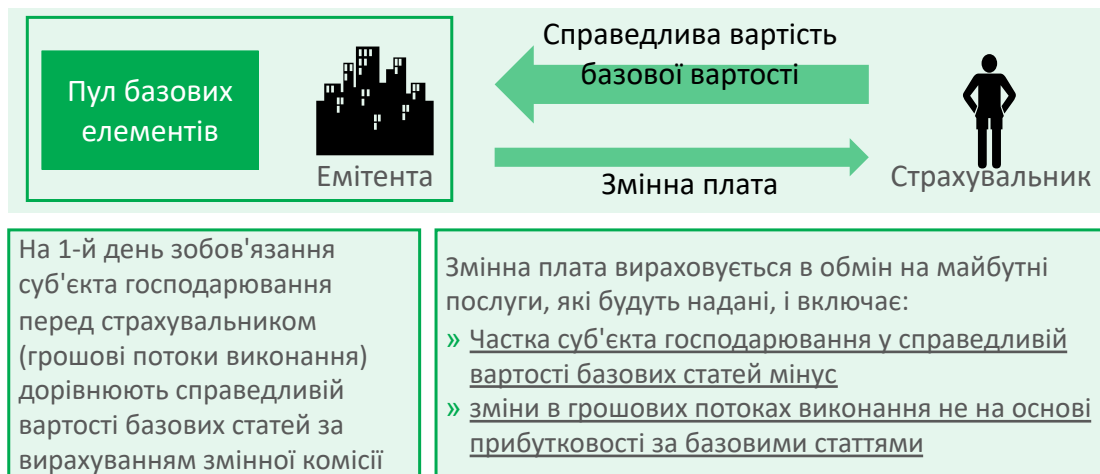 Справедлива вартість
базової вартості
Пул базових
елементів
Емітента
Змінна плата
Страхувальник
На 1-й день зобов'язання
суб'єкта господарювання
перед страхувальником
(грошові потоки виконання)
дорівнюють справедливій
вартості базових статей за
вирахуванням змінної комісії
Змінна плата вираховується в обмін на майбутні
послуги, які будуть надані, і включає:
» Частка суб'єкта господарювання у справедливій
вартості базових статей мінус
» зміни в грошових потоках виконання не на основі
прибутковості за базовими статтями